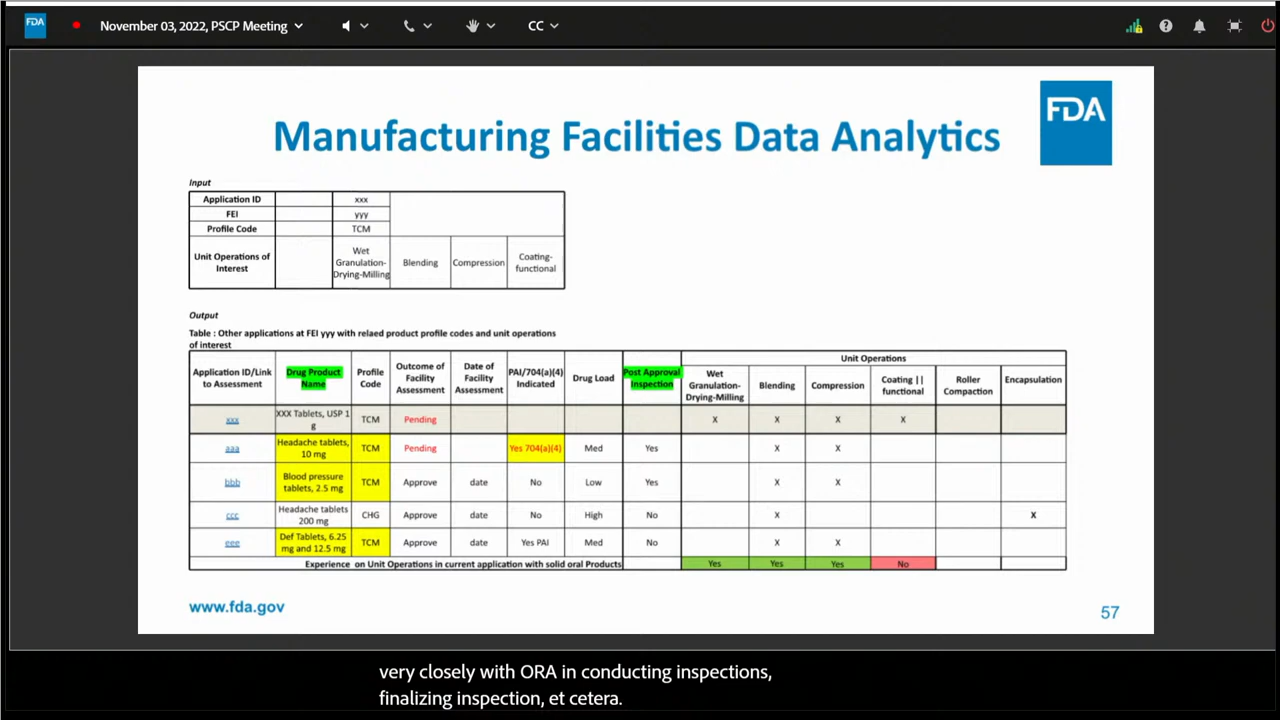 FDA
November 03, 2022, PSCP Meeting
CC
FDA
Manufacturing Facilities Data Analytics
Input
Application ID xxx
FEI yyy
Profile Code TCM
Unit Operations of Interest Wet Granulation-Drying-Milling Blending Compression Coating-functional
Output
Table : Other applications at FEI yyy with relaed product profile codes and unit operations
of interest
Unit Operations
Application ID/Link to Assessment Drug Product Name Profile Code Outcome of Facility Assessment Date of Facility Assessment PAI/704(a)(4) Indicated Drug Load Post Approval Inspection Wet Granulation-Drying-Milling Blending Compression Coating || functional Roller Compaction Encapsulation
xxx XXX Tablets, USP 1 g TCM Pending X X X X
aaa Headache tablets, 10 mg TCM Pending Yes 704(a)(4) Med Yes X X
bbb Blood pressure tablets, 2.5 mg TCM Approve date No Low Yes X X
ccc Headache tablets 200 mg CHG Approve date No High No X X
eee Def Tablets, 6.25 mg and 12.5 mg TCM Approve date Yes PAI Med No X X
Experience on Unit Operations in current application with solid oral Products Yes Yes Yes No
www.fda.gov
57
very closely with ORA in conducting inspections,
finalizing inspection, et cetera.